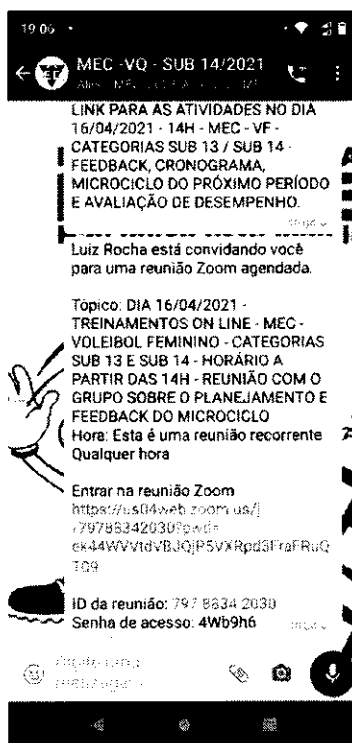 19:06
MEC -VQ - SUB 14/2021
LINK PARA AS ATIVIDADES NO DIA
16/04/2021 - 14H - MEC - VF -
CATEGORIAS SUB 13 / SUB 14 -
FEEDBACK, CRONOGRAMA,
MICROCICLO DO PRÓXIMO PERÍODO
E AVALIAÇÃO DE DESEMPENHO.
Luiz Rocha está convidando você
para uma reunião Zoom agendada.
Tópico: DIA 16/04/2021 -
TREINAMENTOS ON LINE - MEC -
VOLEIBOL FEMININO - CATEGORIAS
SUB 13 E SUB 14 - HORÁRIO A
PARTIR DAS 14H - REUNIÃO COM O
GRUPO SOBRE O PLANEJAMENTO E
FEEDBACK DO MICROCICLO
Hora: Esta é uma reunião recorrente
Qualquer hora
Entrar na reunião Zoom
https://us04web.zoom.us/j
ID da reunião: 797 8834 2030
Senha de acesso: 4Wb9h6